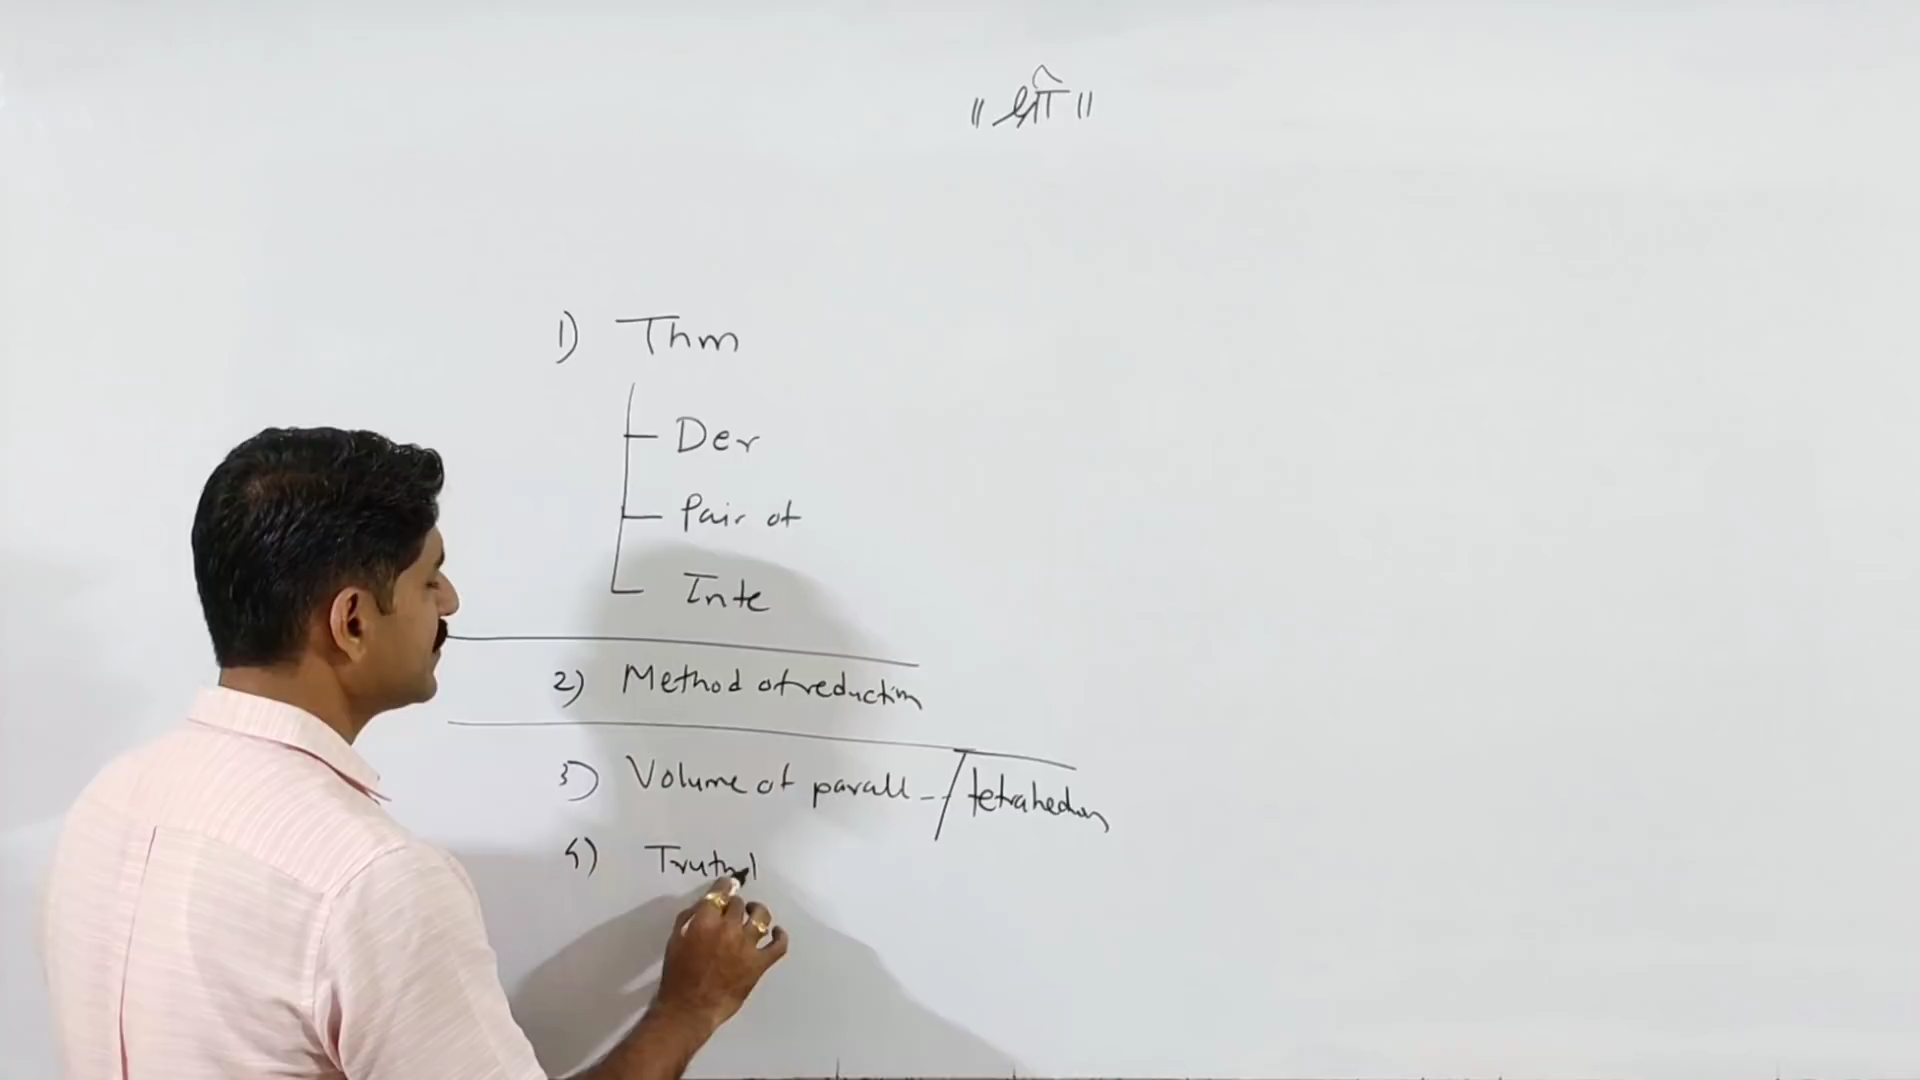 ॥ श्री ॥
1) Thm
Der
Pair of
Inte
2) Method of reduction
3) Volume of parall -- / tetrahedron
4) Truth